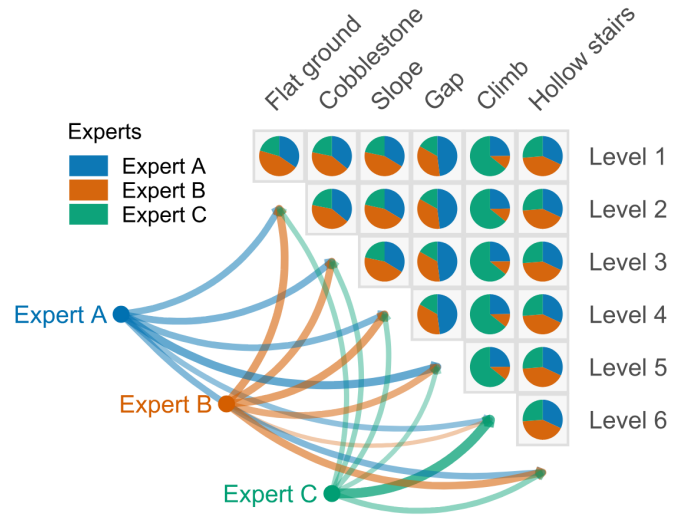 Flat ground
Cobblestone
Slope
Gap
Climb
Hollow stairs
Experts
Expert A
Expert B
Expert C
Level 1
Level 2
Level 3
Level 4
Level 5
Level 6
Expert A
Expert B
Expert C